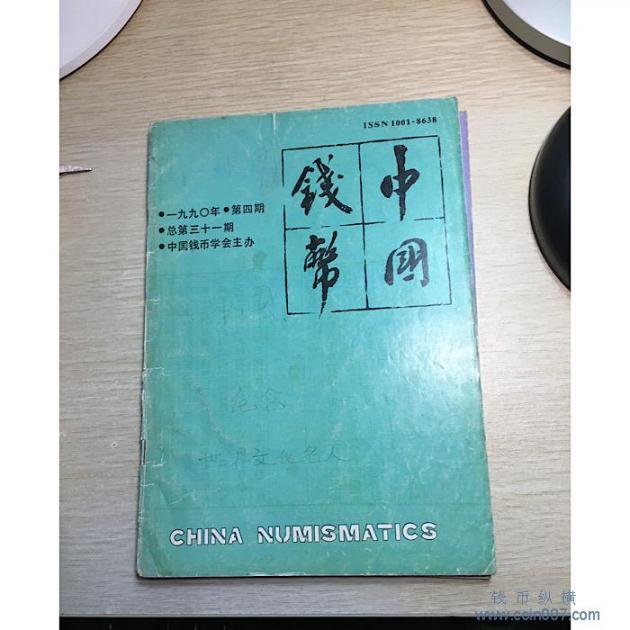 ISSN 1001-8638
中國
錢幣
●一九九〇年●第四期
●总第三十一期
●中国钱币学会主办
纪念
世界文化名人
CHINA NUMISMATICS
钱币纵横
www.coin007.com